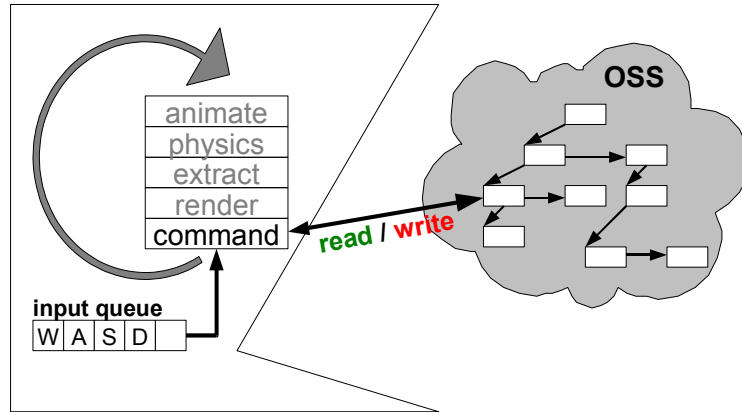 OSS
animate
physics
extract
render
command
read / write
input queue
W A S D